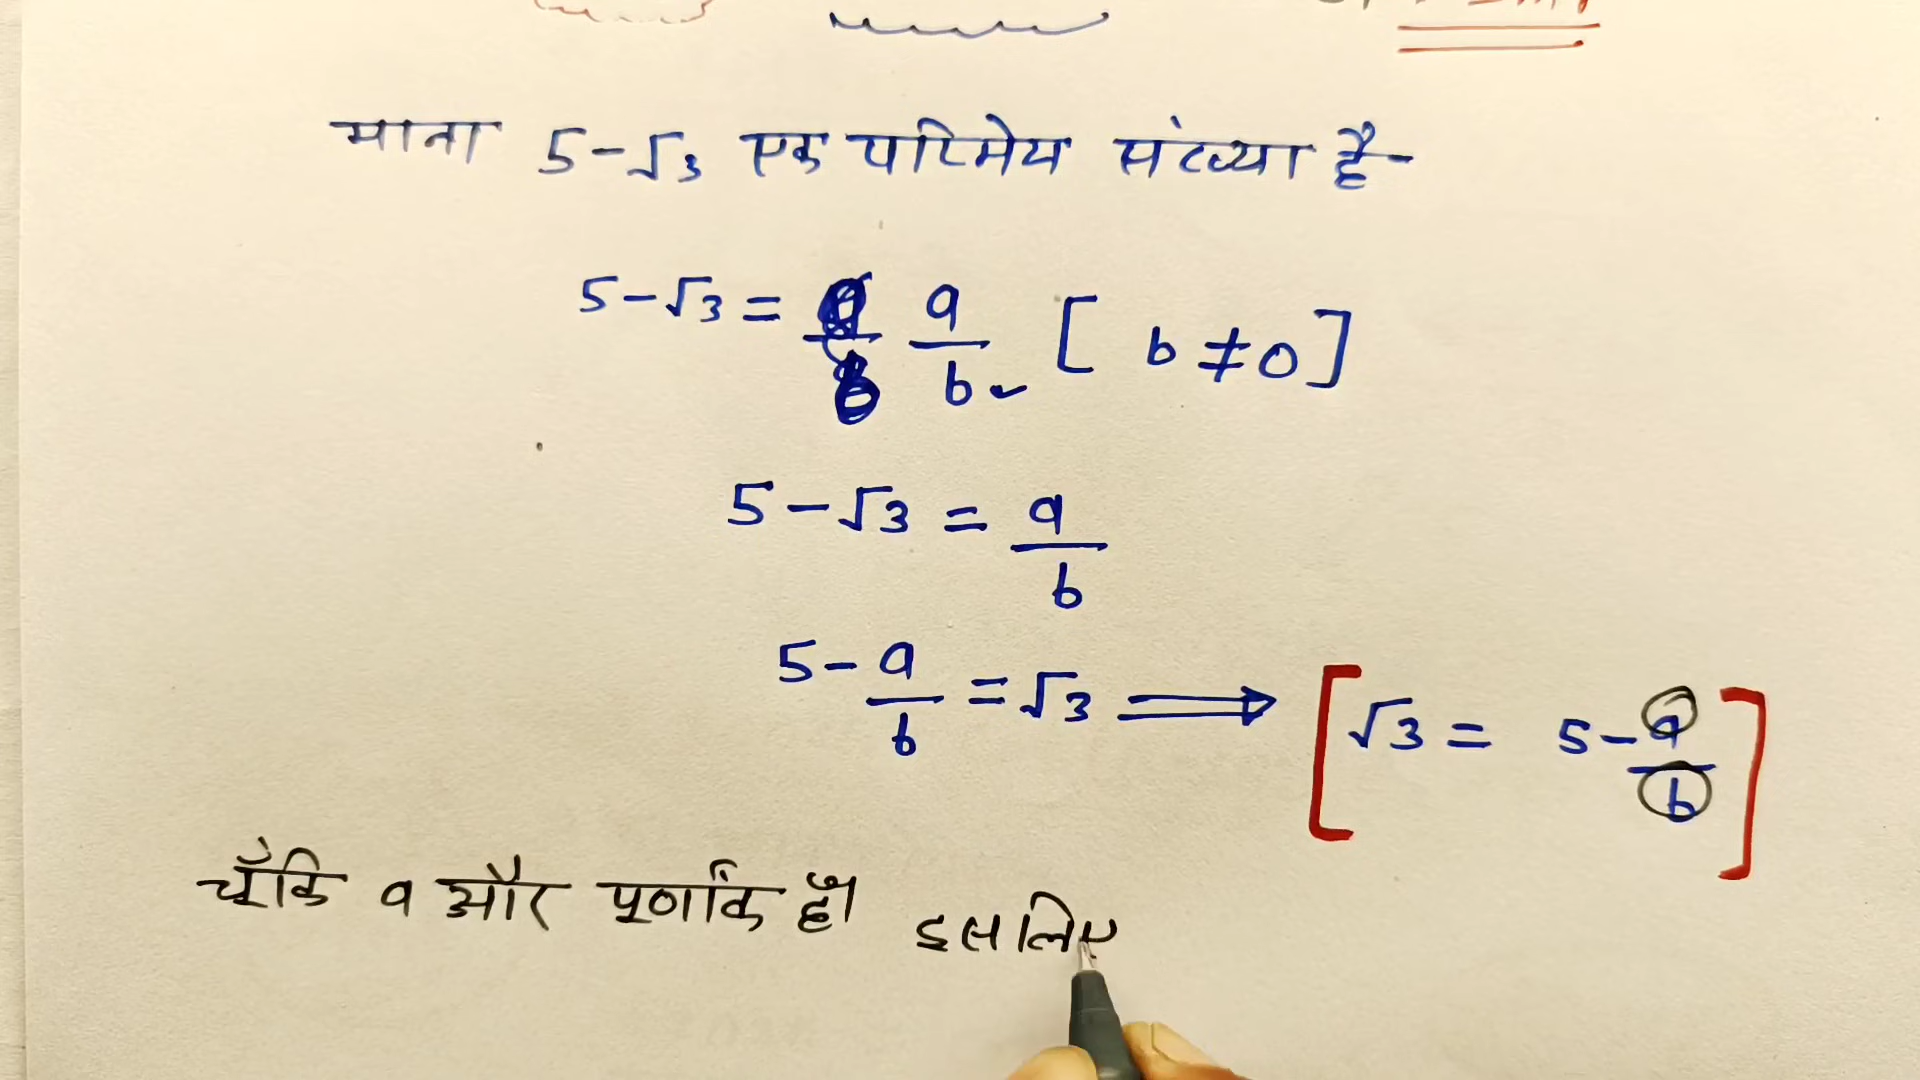 माना 5-√3 एक परिमेय संख्या है-
5-√3 = a/b [ b ≠ 0 ]
5-√3 = a/b
5-a/b = √3 ⟹ [ √3 = 5-a/b ]
चूँकि a और पूर्णांक हैं। इसलिए